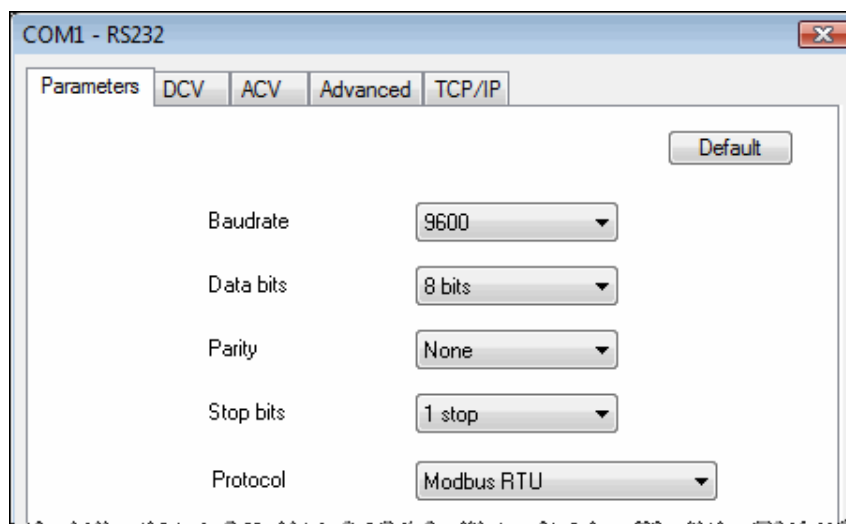 COM1 - RS232
Parameters DCV ACV Advanced TCP/IP
Default
Baudrate 9600
Data bits 8 bits
Parity None
Stop bits 1 stop
Protocol Modbus RTU